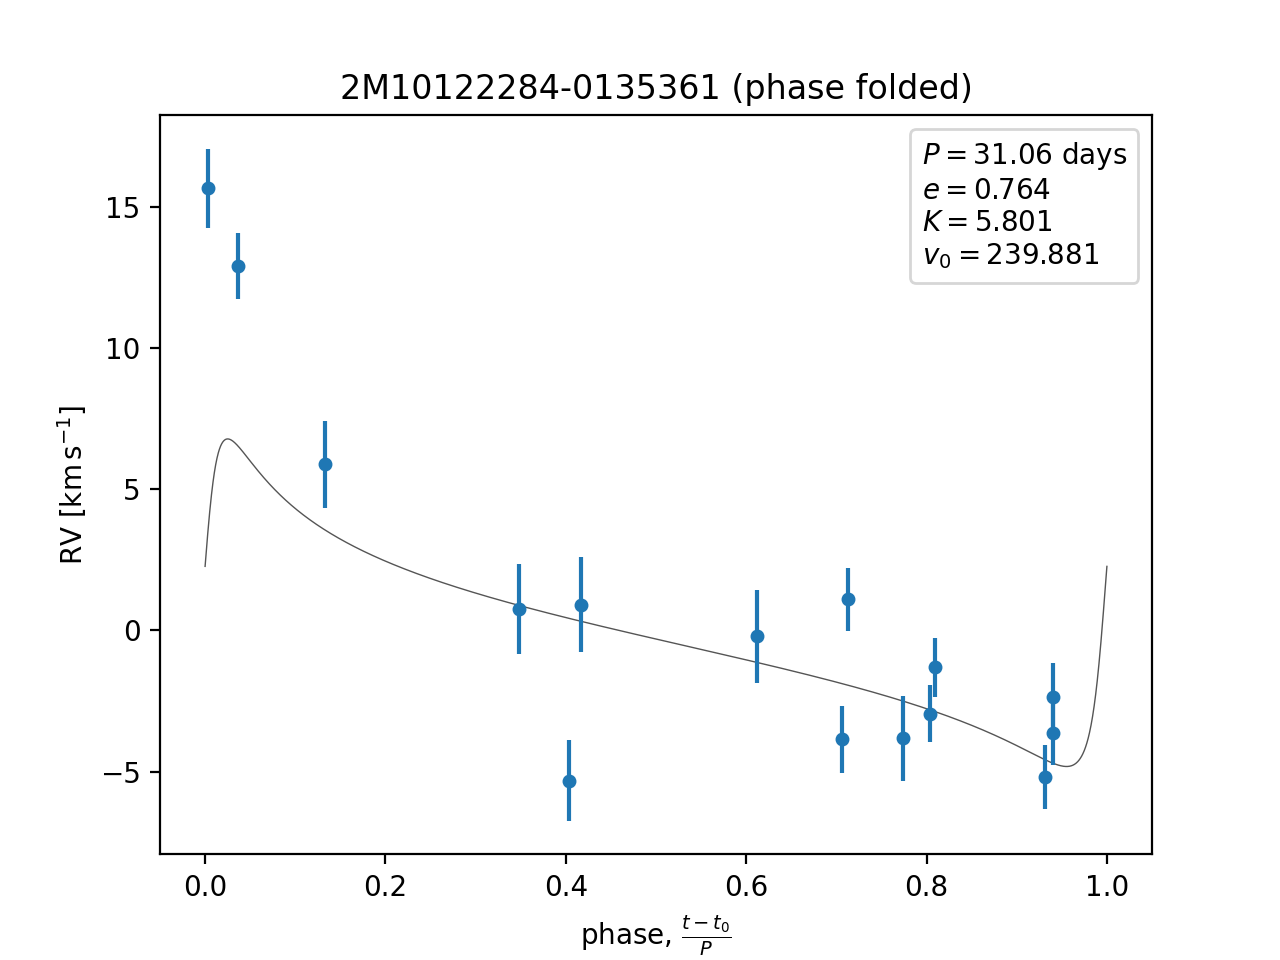 2M10122284-0135361 (phase folded)
P = 31.06 days
e = 0.764
K = 5.801
v₀ = 239.881
RV [km s⁻¹]
15
10
5
0
−5
0.0 0.2 0.4 0.6 0.8 1.0
phase, (t − t₀)/P